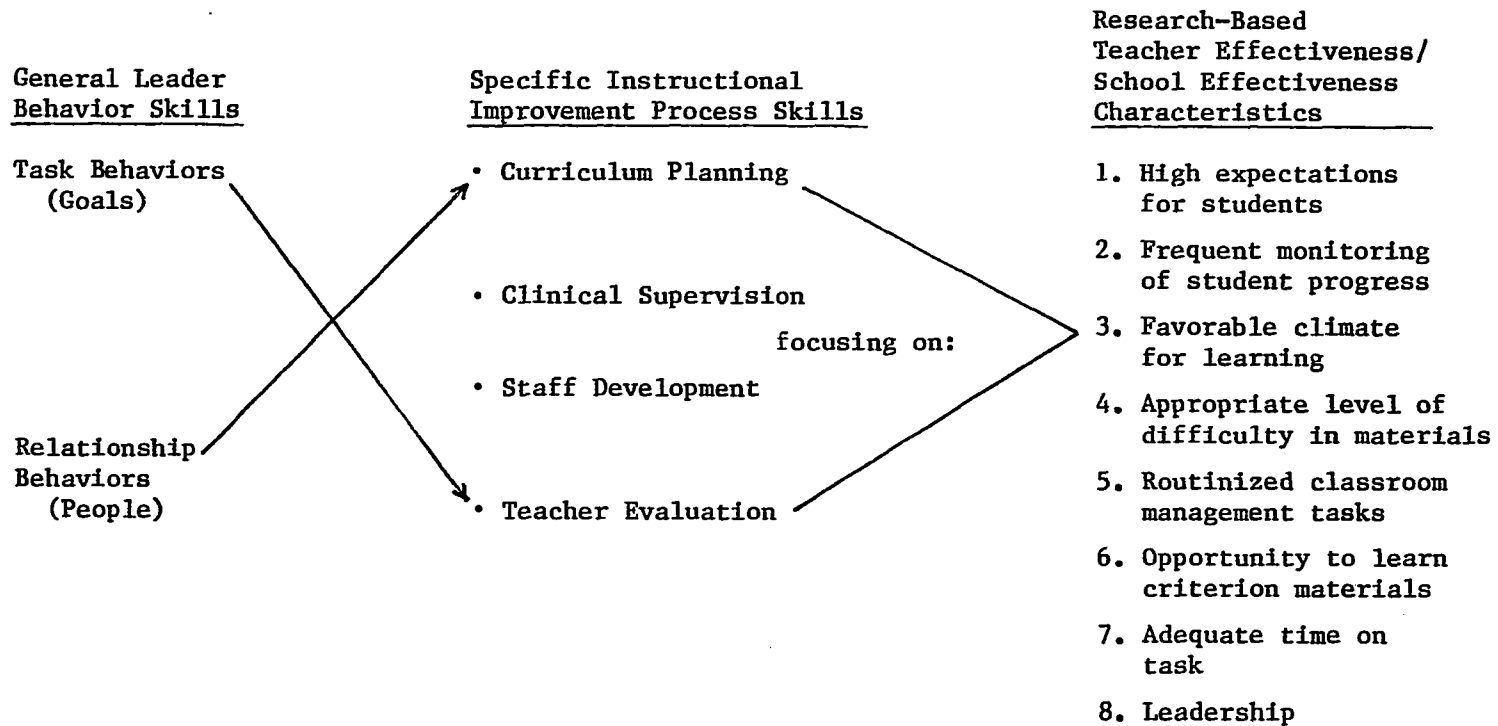 General Leader
Behavior Skills
Task Behaviors
(Goals)
Relationship
Behaviors
(People)
Specific Instructional
Improvement Process Skills
• Curriculum Planning
• Clinical Supervision
focusing on:
• Staff Development
• Teacher Evaluation
Research-Based
Teacher Effectiveness/
School Effectiveness
Characteristics
1. High expectations
for students
2. Frequent monitoring
of student progress
3. Favorable climate
for learning
4. Appropriate level of
difficulty in materials
5. Routinized classroom
management tasks
6. Opportunity to learn
criterion materials
7. Adequate time on
task
8. Leadership